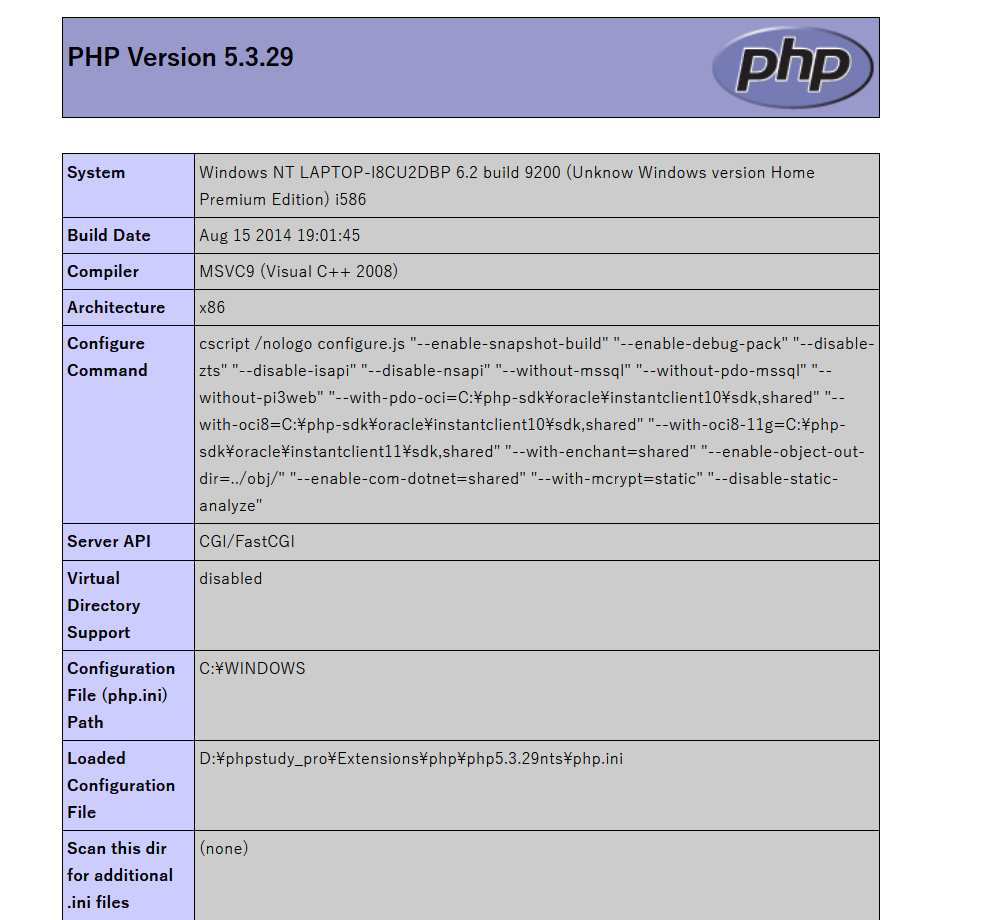 PHP Version 5.3.29
php
System
Windows NT LAPTOP-I8CU2DBP 6.2 build 9200 (Unknow Windows version Home
Premium Edition) i586
Build Date
Aug 15 2014 19:01:45
Compiler
MSVC9 (Visual C++ 2008)
Architecture
x86
Configure
Command
cscript /nologo configure.js "--enable-snapshot-build" "--enable-debug-pack" "--disable-
zts" "--disable-isapi" "--disable-nsapi" "--without-mssql" "--without-pdo-mssql" "--
without-pi3web" "--with-pdo-oci=C:¥php-sdk¥oracle¥instantclient10¥sdk,shared" "--
with-oci8=C:¥php-sdk¥oracle¥instantclient10¥sdk,shared" "--with-oci8-11g=C:¥php-
sdk¥oracle¥instantclient11¥sdk,shared" "--with-enchant=shared" "--enable-object-out-
dir=../obj/" "--enable-com-dotnet=shared" "--with-mcrypt=static" "--disable-static-
analyze"
Server API
CGI/FastCGI
Virtual
Directory
Support
disabled
Configuration
File (php.ini)
Path
C:¥WINDOWS
Loaded
Configuration
File
D:¥phpstudy_pro¥Extensions¥php¥php5.3.29nts¥php.ini
Scan this dir
for additional
.ini files
(none)